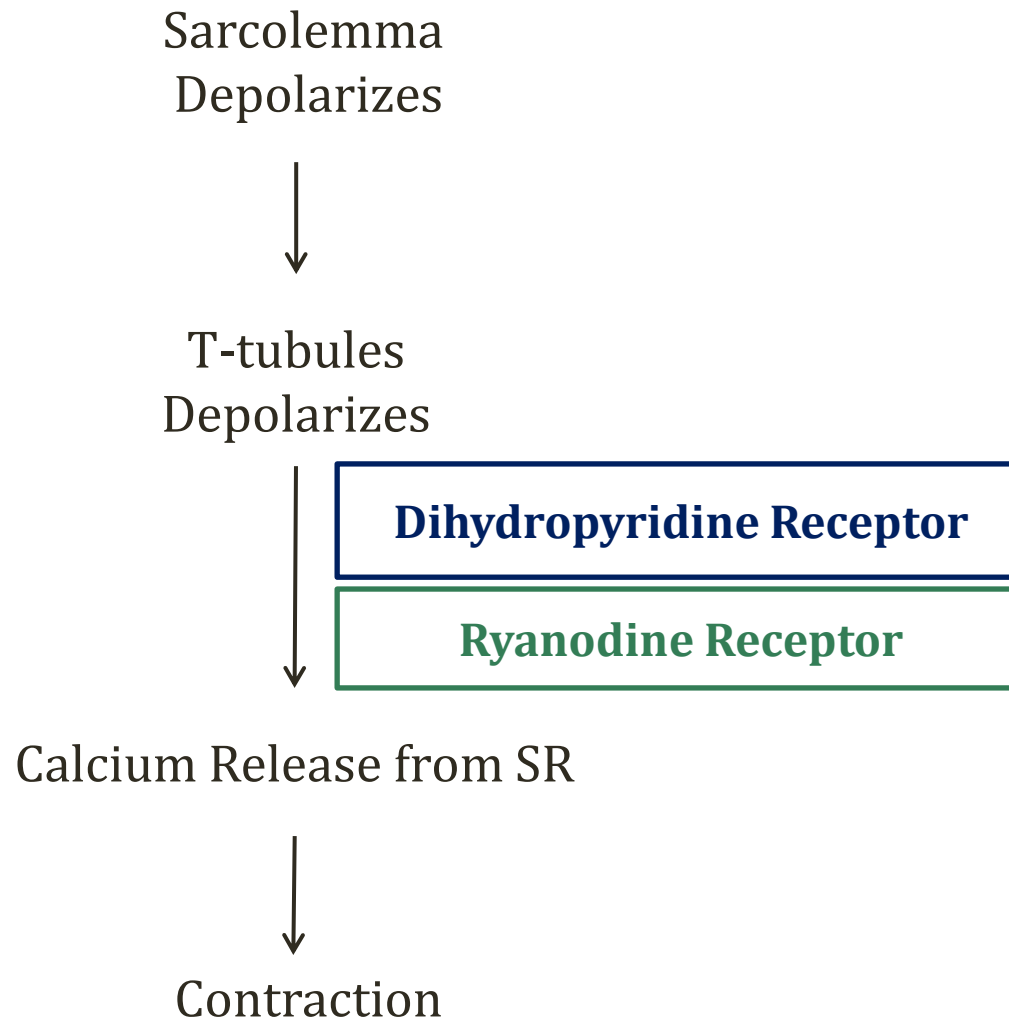 Sarcolemma
Depolarizes
T-tubules
Depolarizes
Dihydropyridine Receptor
Ryanodine Receptor
Calcium Release from SR
Contraction